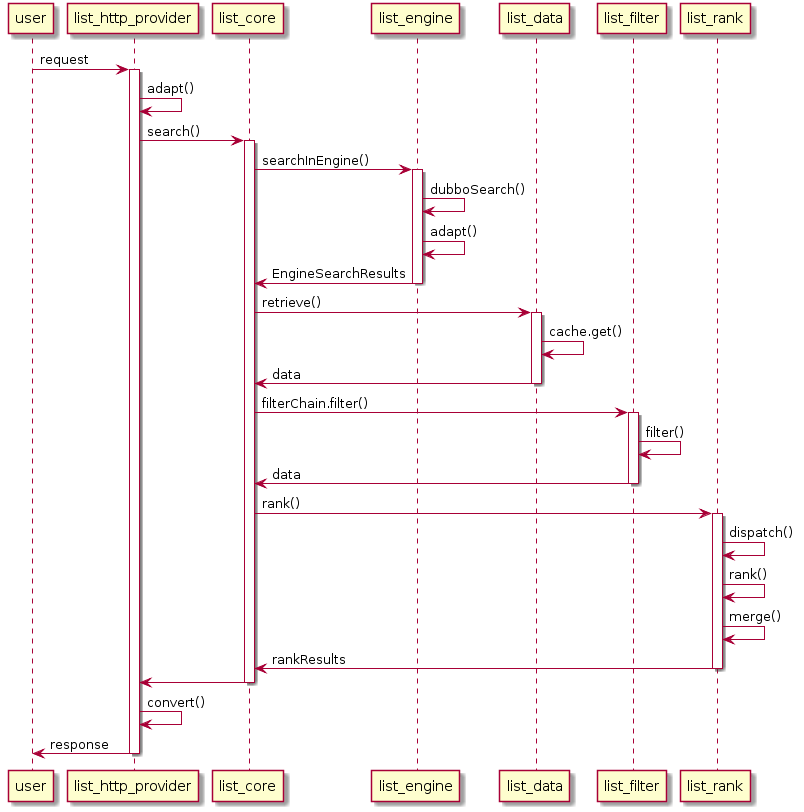 user list_http_provider list_core list_engine list_data list_filter list_rank
request
adapt()
search()
searchInEngine()
dubboSearch()
adapt()
EngineSearchResults
retrieve()
cache.get()
data
filterChain.filter()
filter()
data
rank()
dispatch()
rank()
merge()
rankResults
convert()
response
user list_http_provider list_core list_engine list_data list_filter list_rank